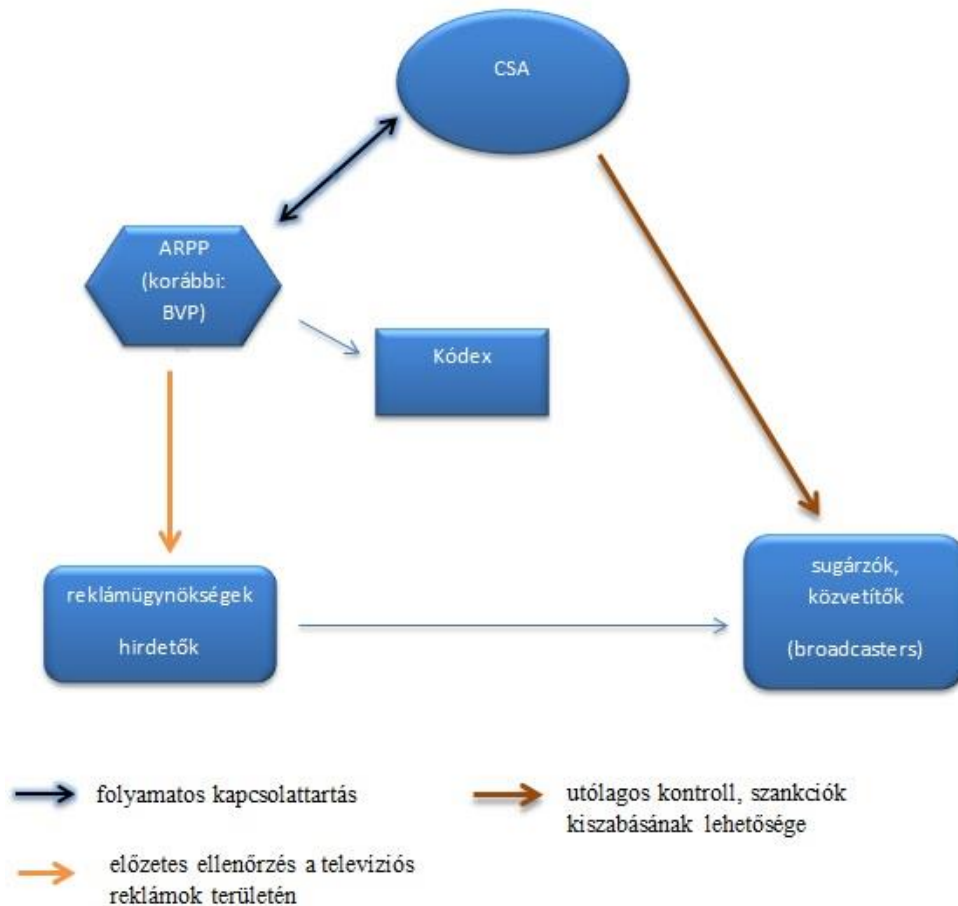 CSA
ARPP
(korábbi:
BVP)
Kódex
reklámügynökségek
hirdetők
sugárzók,
közvetítők
(broadcasters)
folyamatos kapcsolattartás
utólagos kontroll, szankciók
kiszabásának lehetősége
előzetes ellenőrzés a televíziós
reklámok területén